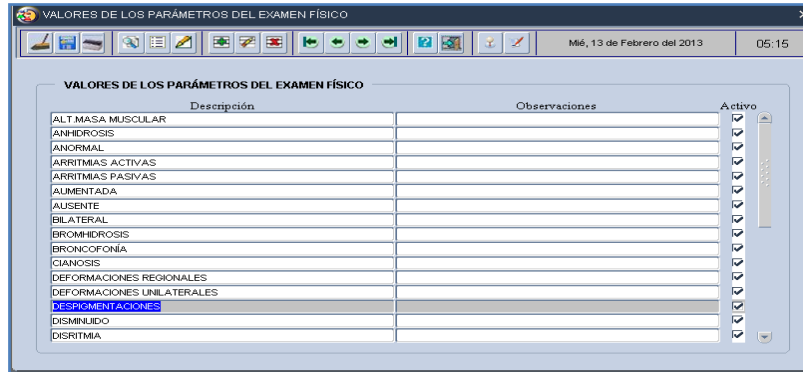 VALORES DE LOS PARÁMETROS DEL EXAMEN FÍSICO
Mié, 13 de Febrero del 2013 05:15
VALORES DE LOS PARÁMETROS DEL EXAMEN FÍSICO
Descripción Observaciones Activo
ALT.MASA MUSCULAR
ANHIDROSIS
ANORMAL
ARRITMIAS ACTIVAS
ARRITMIAS PASIVAS
AUMENTADA
AUSENTE
BILATERAL
BROMHIDROSIS
BRONCOFONÍA
CIANOSIS
DEFORMACIONES REGIONALES
DEFORMACIONES UNILATERALES
DESPIGMENTACIONES
DISMINUIDO
DISRITMIA